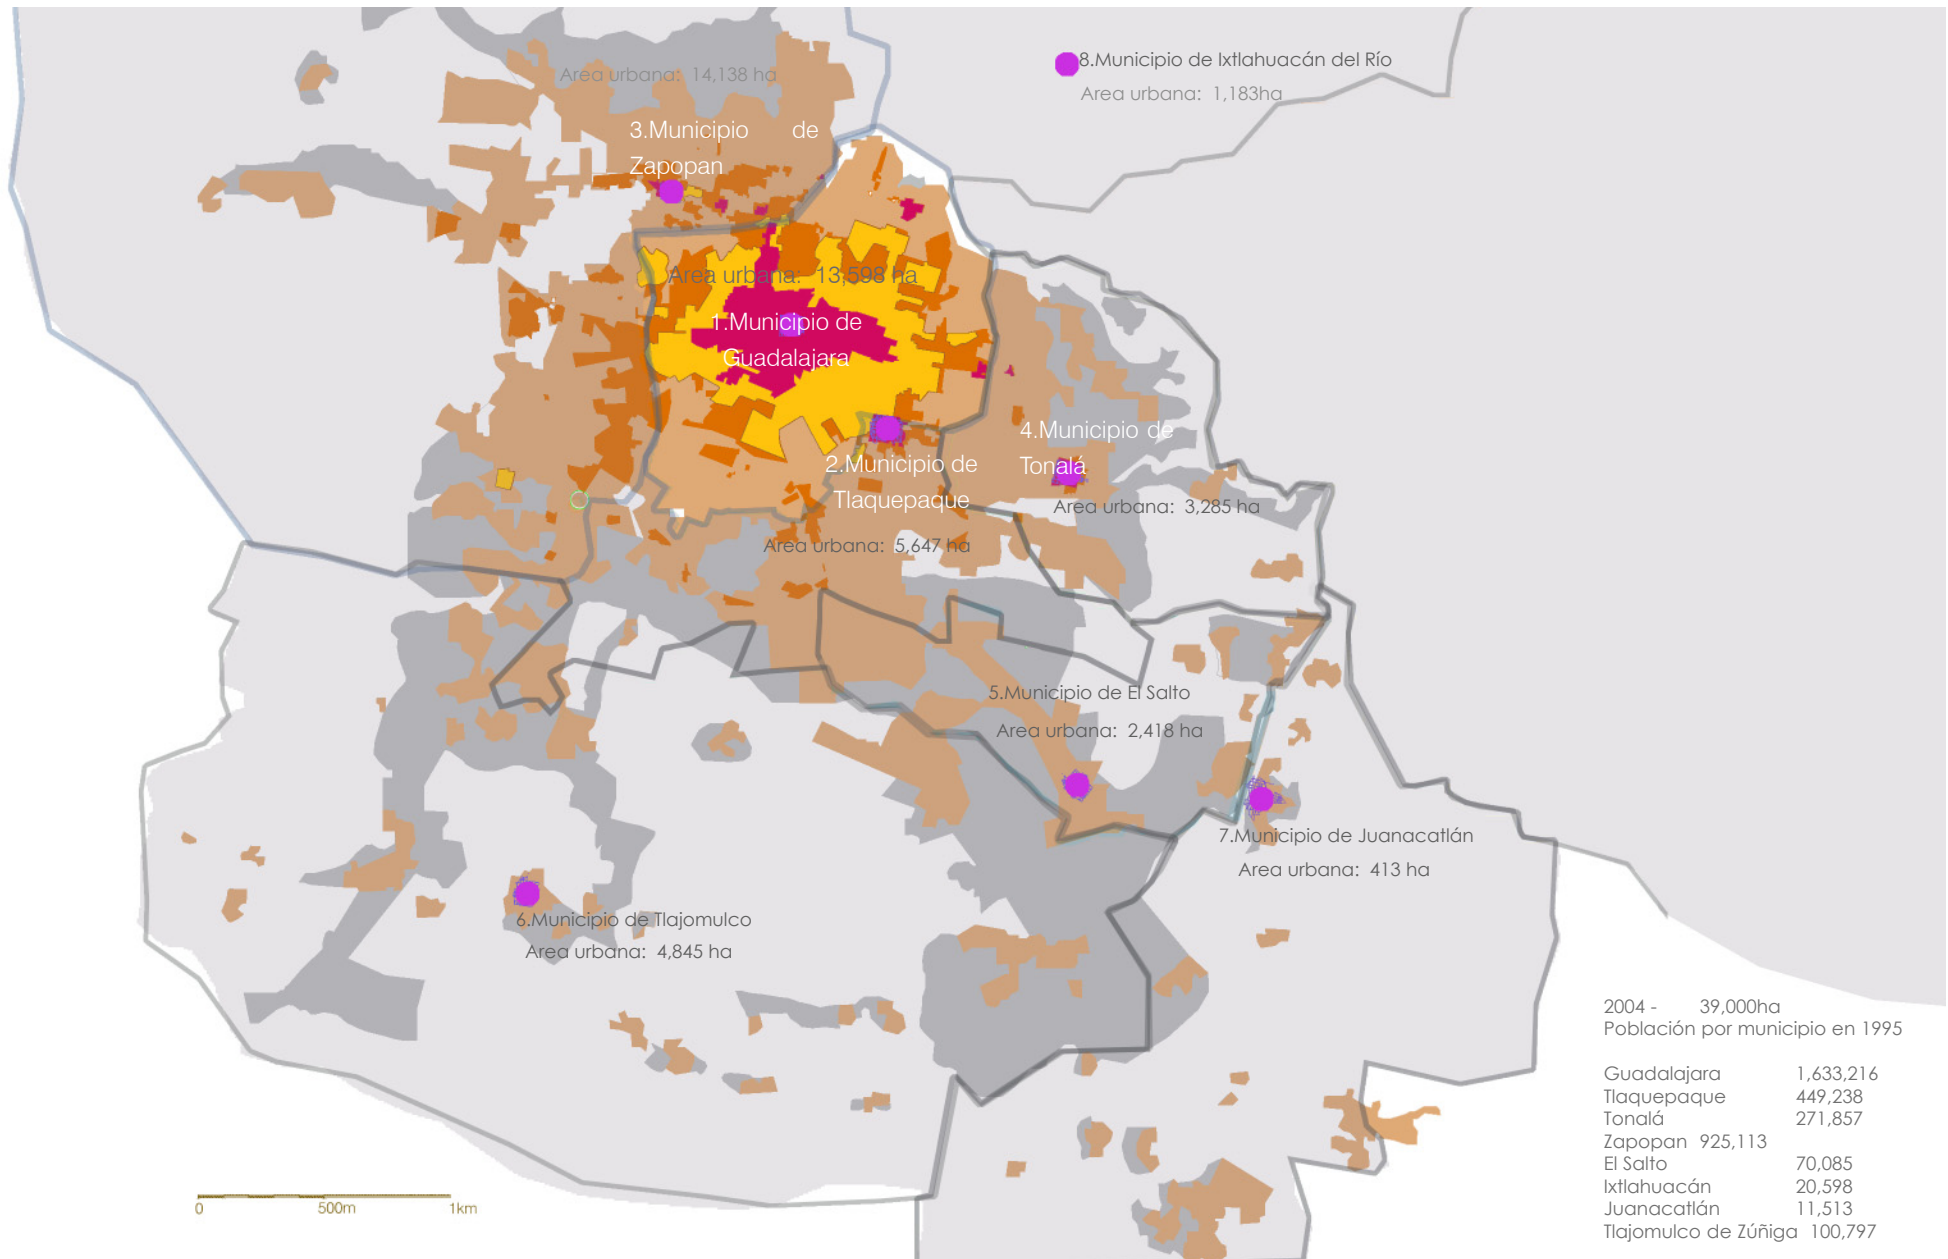 8.Municipio de Ixtlahuacán del Río
Area urbana: 1,183ha
Area urbana: 14,138 ha
3.Municipio de
Zapopan
Area urbana: 13,598 ha
1.Municipio de
Guadalajara
4.Municipio de
Tonalá
Area urbana: 3,285 ha
2.Municipio de
Tlaquepaque
Area urbana: 5,647 ha
5.Municipio de El Salto
Area urbana: 2,418 ha
7.Municipio de Juanacatlán
Area urbana: 413 ha
6.Municipio de Tlajomulco
Area urbana: 4,845 ha
2004 - 39,000ha
Población por municipio en 1995
Guadalajara 1,633,216
Tlaquepaque 449,238
Tonalá 271,857
Zapopan 925,113
El Salto 70,085
Ixtlahuacán 20,598
Juanacatlán 11,513
Tlajomulco de Zúñiga 100,797
0 500m 1km